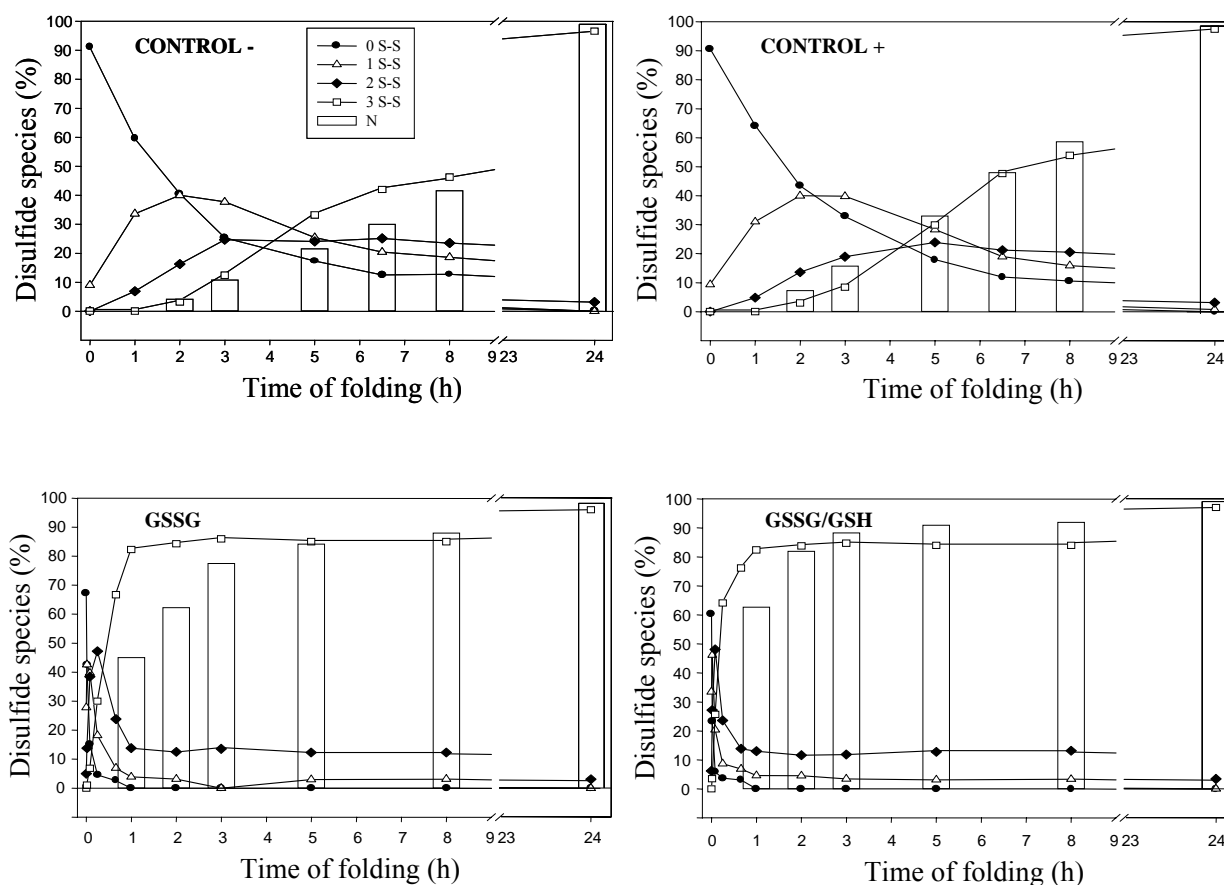 CONTROL -
0 S-S
1 S-S
2 S-S
3 S-S
N
Disulfide species (%)
100
90
80
70
60
50
40
30
20
10
0
0 1 2 3 4 5 6 7 8 9 23 24
Time of folding (h)
CONTROL +
Disulfide species (%)
100
90
80
70
60
50
40
30
20
10
0
0 1 2 3 4 5 6 7 8 9 23 24
Time of folding (h)
GSSG
Disulfide species (%)
100
90
80
70
60
50
40
30
20
10
0
0 1 2 3 4 5 6 7 8 9 23 24
Time of folding (h)
GSSG/GSH
Disulfide species (%)
100
90
80
70
60
50
40
30
20
10
0
0 1 2 3 4 5 6 7 8 9 23 24
Time of folding (h)